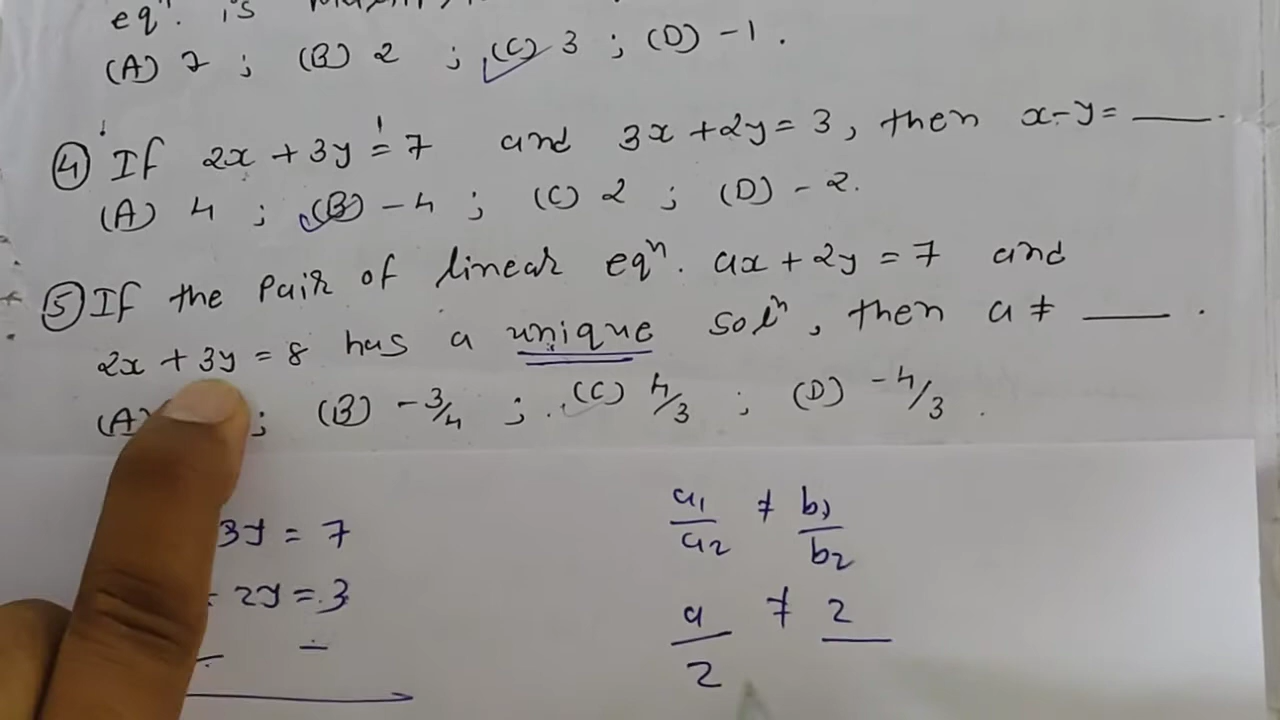 eqⁿ. is
(A) 7 ; (B) 2 ; (C) 3 ; (D) -1 .
④ If 2x + 3y = 7 and 3x + 2y = 3, then x-y = ____.
(A) 4 ; (B) -4 ; (C) 2 ; (D) -2.
⑤ If the pair of linear eqⁿ. ax + 2y = 7 and
2x + 3y = 8 has a unique solⁿ, then a ≠ ____ .
(A) ; (B) -3/4 ; (C) 4/3 ; (D) -4/3 .
3y = 7
2y = 3
a₁/a₂ ≠ b₁/b₂
a/2 ≠ 2/